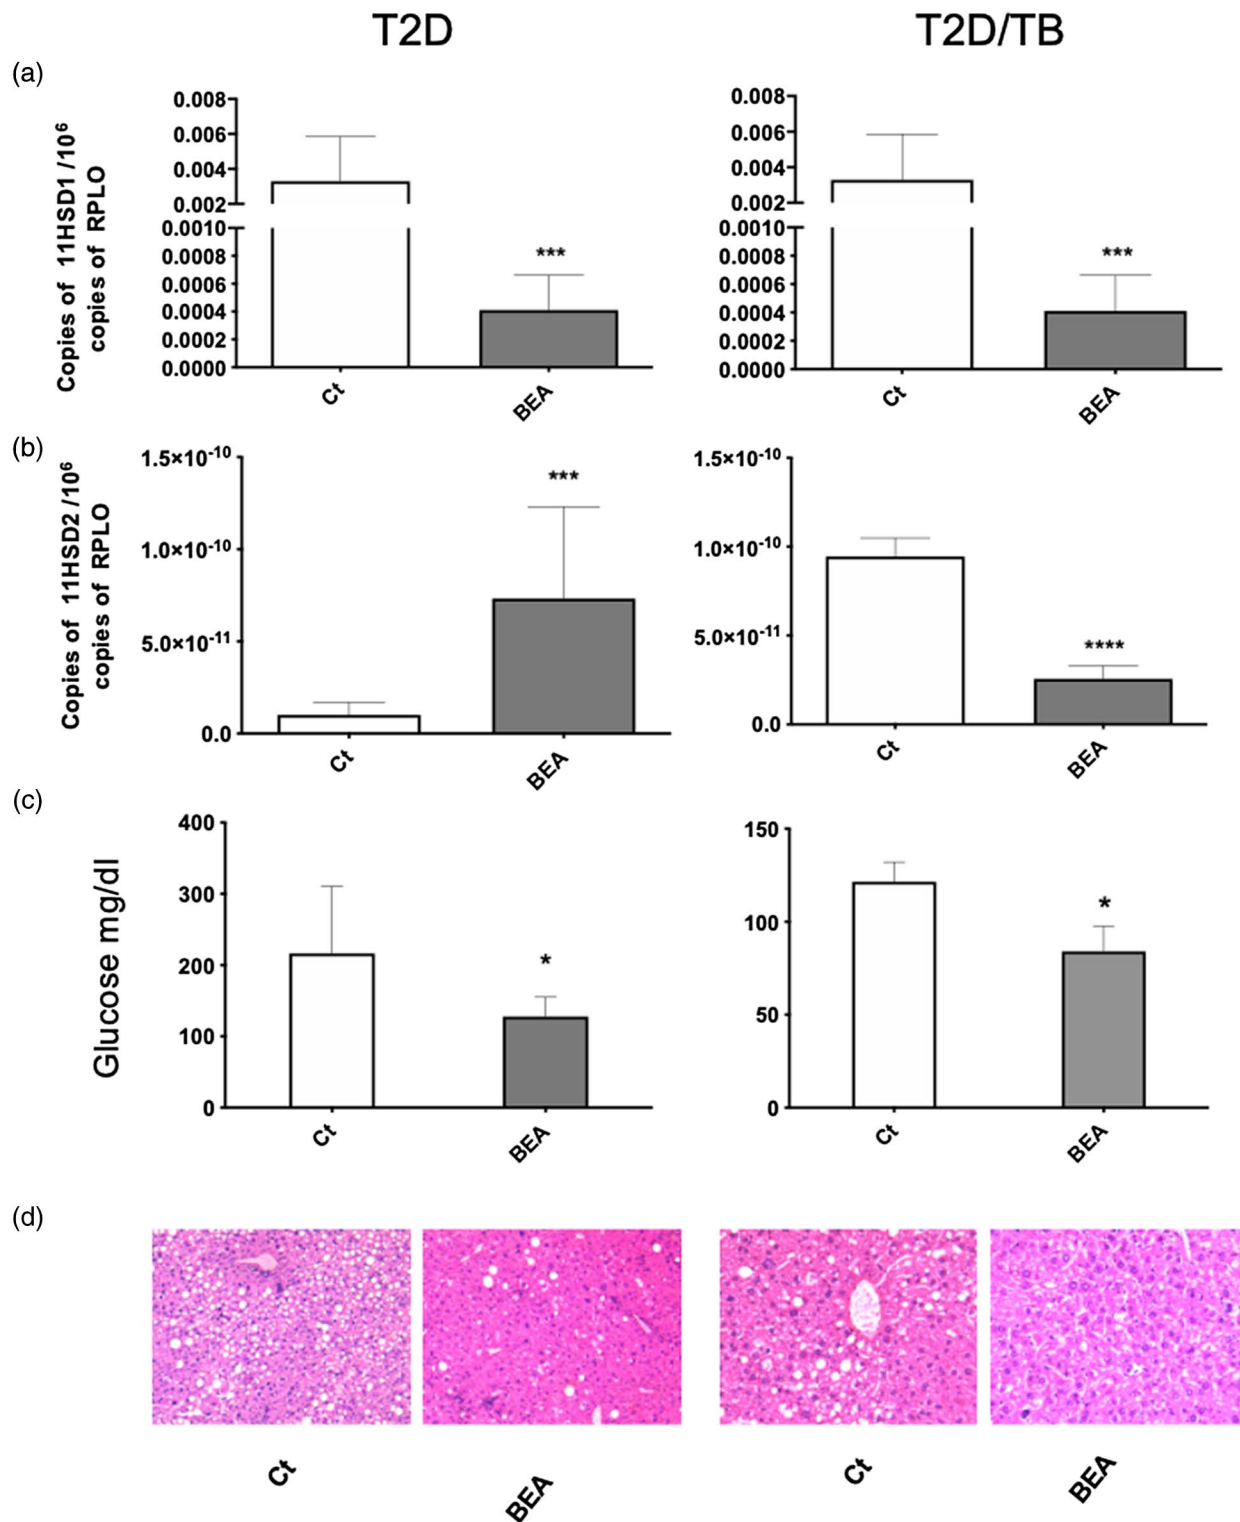 T2D T2D/TB
(a)
Copies of 11HSD1 /10⁶
copies of RPLO
0.008
0.006
0.004
0.002
0.0010
0.0008
0.0006
0.0004
0.0002
0.0000
***
Ct BEA
0.008
0.006
0.004
0.002
0.0010
0.0008
0.0006
0.0004
0.0002
0.0000
***
Ct BEA
(b)
Copies of 11HSD2 /10⁶
copies of RPLO
1.5×10⁻¹⁰
1.0×10⁻¹⁰
5.0×10⁻¹¹
0.0
***
Ct BEA
1.5×10⁻¹⁰
1.0×10⁻¹⁰
5.0×10⁻¹¹
0.0
****
Ct BEA
(c)
Glucose mg/dl
400
300
200
100
0
*
Ct BEA
150
100
50
0
*
Ct BEA
(d)
Ct BEA Ct BEA